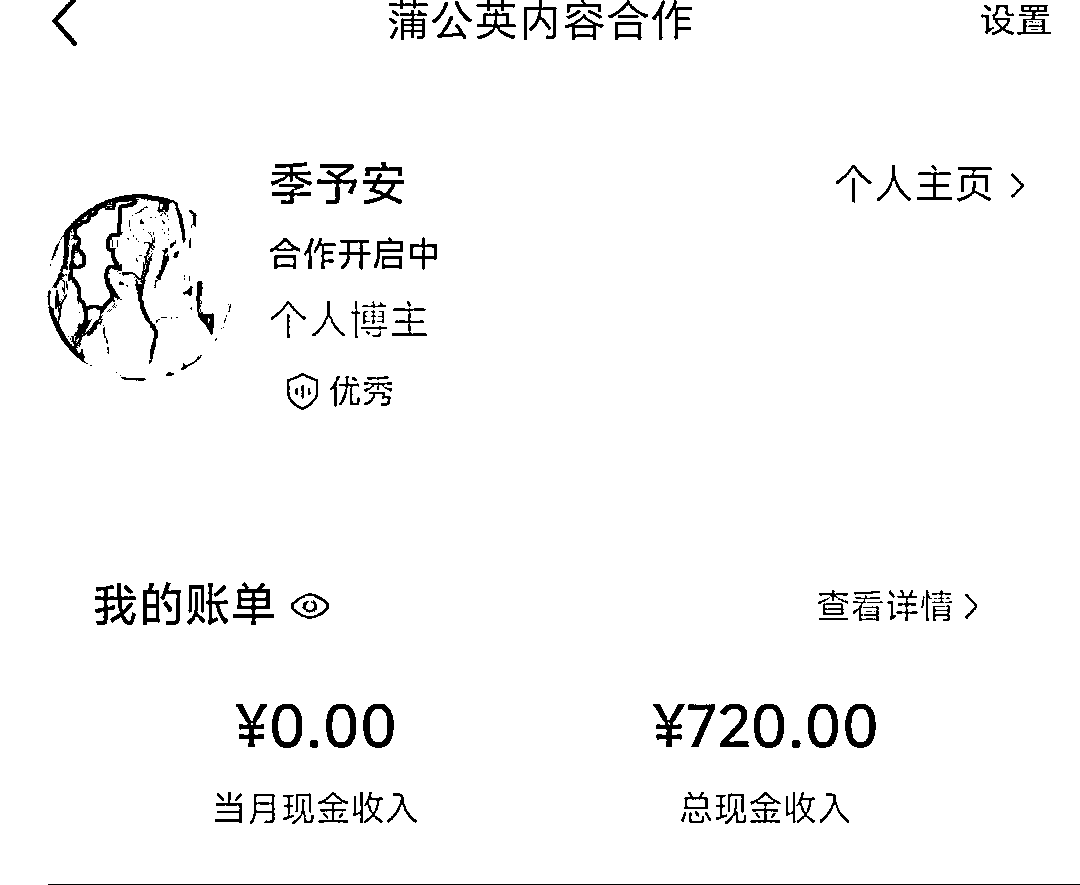 蒲公英内容合作
设置
季予安
个人主页
合作开启中
个人博主
优秀
我的账单
查看详情
¥0.00
¥720.00
当月现金收入
总现金收入